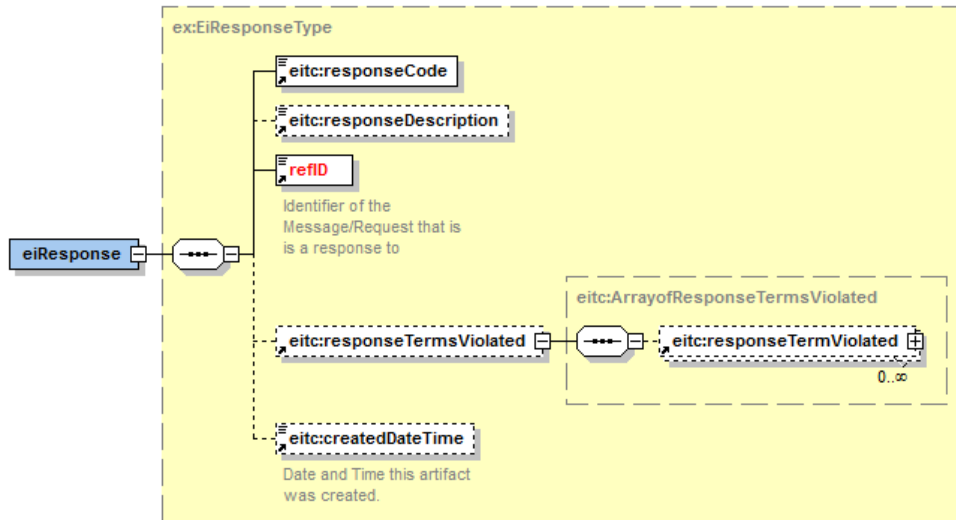 ex:EiResponseType
eitc:responseCode
eitc:responseDescription
refID
Identifier of the
Message/Request that is
is a response to
eiResponse
eitc:ArrayofResponseTermsViolated
eitc:responseTermsViolated
eitc:responseTermViolated
0..∞
eitc:createdDateTime
Date and Time this artifact
was created.